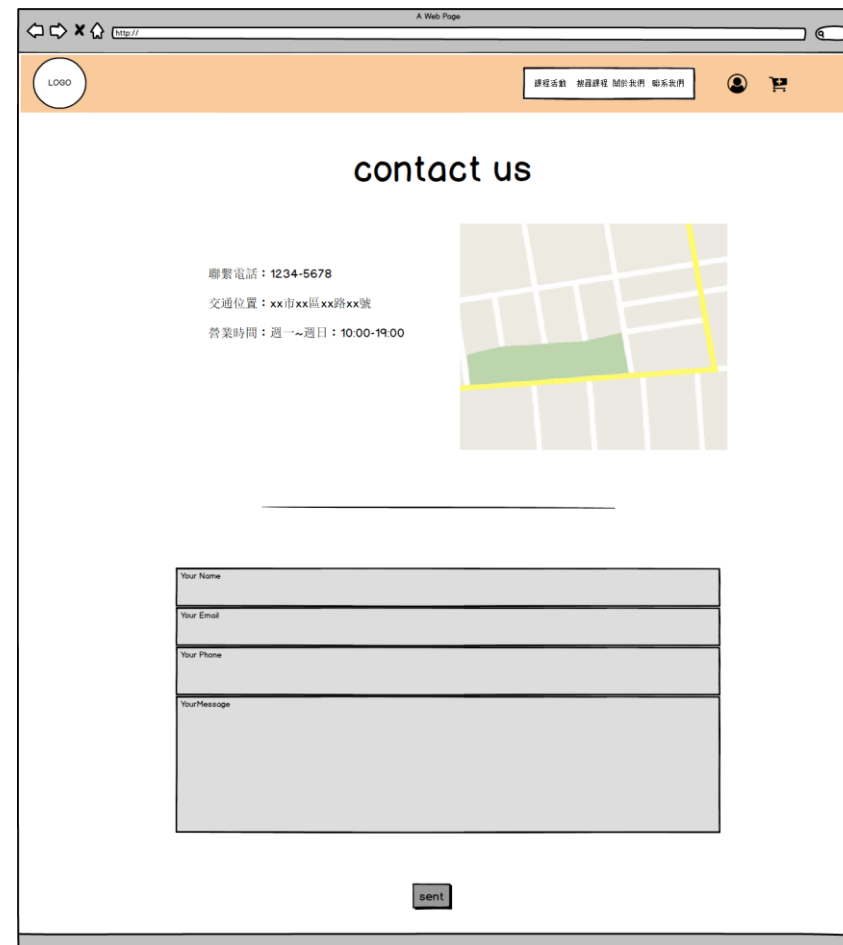 A Web Page
http://
LOGO
課程活動 搜尋課程 關於我們 聯系我們
contact us
聯繫電話：1234-5678
交通位置：xx市xx區xx路xx號
營業時間：週一~週日：10:00-19:00
Your Name
Your Email
Your Phone
YourMessage
sent